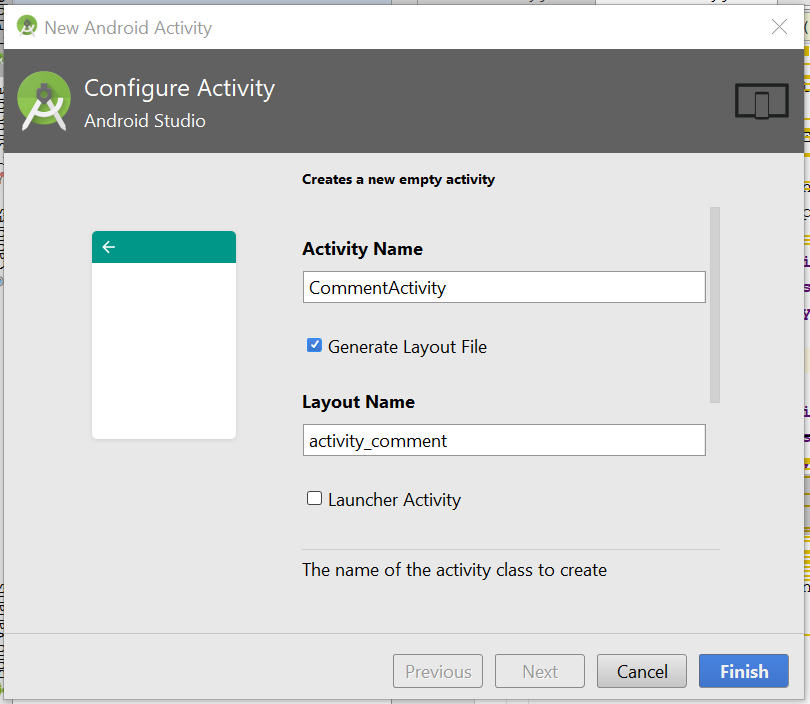 New Android Activity
Configure Activity
Android Studio
Creates a new empty activity
Activity Name
CommentActivity
Generate Layout File
Layout Name
activity_comment
Launcher Activity
The name of the activity class to create
Previous
Next
Cancel
Finish